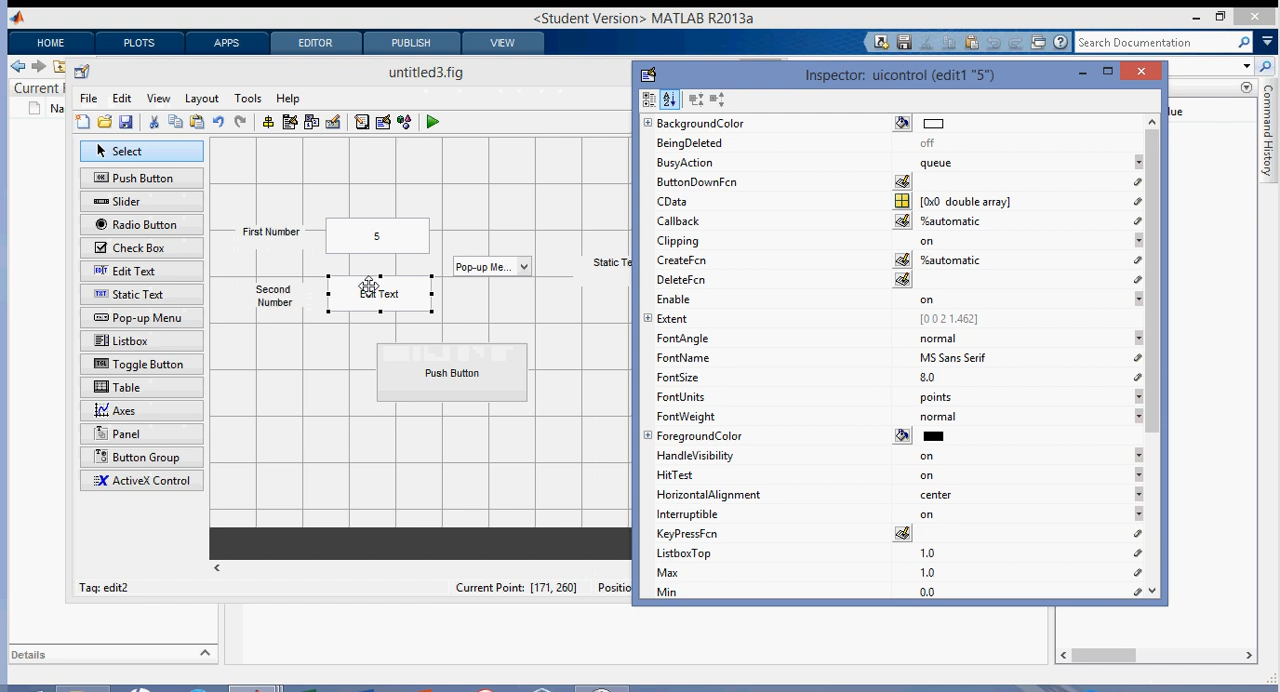 <Student Version> MATLAB R2013a
HOME PLOTS APPS EDITOR PUBLISH VIEW Search Documentation
untitled3.fig
Current
Na
ue
Command History
File Edit View Layout Tools Help
Select
Push Button
Slider
Radio Button
Check Box
Edit Text
Static Text
Pop-up Menu
Listbox
Toggle Button
Table
Axes
Panel
Button Group
ActiveX Control
First Number
5
Pop-up Me...
Static Te
Second
Number
Edit Text
Push Button
Tag: edit2
Current Point: [171, 260]
Positio
Details
Inspector: uicontrol (edit1 "5")
BackgroundColor
BeingDeleted off
BusyAction queue
ButtonDownFcn
CData [0x0 double array]
Callback %automatic
Clipping on
CreateFcn %automatic
DeleteFcn
Enable on
Extent [0 0 2 1.462]
FontAngle normal
FontName MS Sans Serif
FontSize 8.0
FontUnits points
FontWeight normal
ForegroundColor
HandleVisibility on
HitTest on
HorizontalAlignment center
Interruptible on
KeyPressFcn
ListboxTop 1.0
Max 1.0
Min 0.0